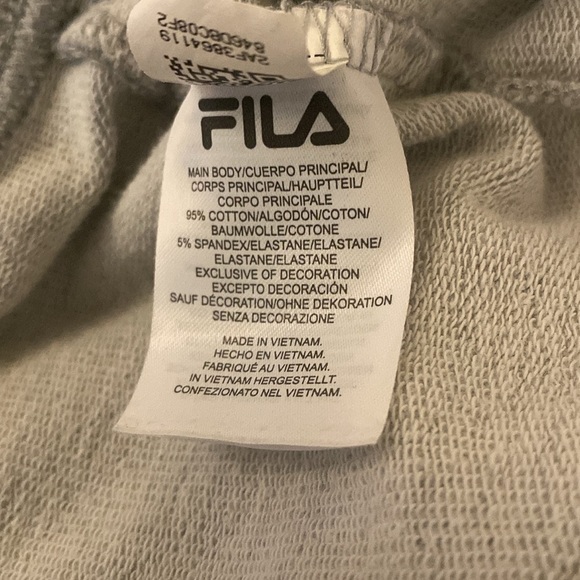 2AF3864119
846D8C08F2
FILA
MAIN BODY/CUERPO PRINCIPAL/
CORPS PRINCIPAL/HAUPTTEIL/
CORPO PRINCIPALE
95% COTTON/ALGODÓN/COTON/
BAUMWOLLE/COTONE
5% SPANDEX/ELASTANE/ELASTANE/
ELASTANE/ELASTANE
EXCLUSIVE OF DECORATION
EXCEPTO DECORACIÓN
SAUF DÉCORATION/OHNE DEKORATION
SENZA DECORAZIONE
MADE IN VIETNAM.
HECHO EN VIETNAM.
FABRIQUÉ AU VIETNAM.
IN VIETNAM HERGESTELLT.
CONFEZIONATO NEL VIETNAM.